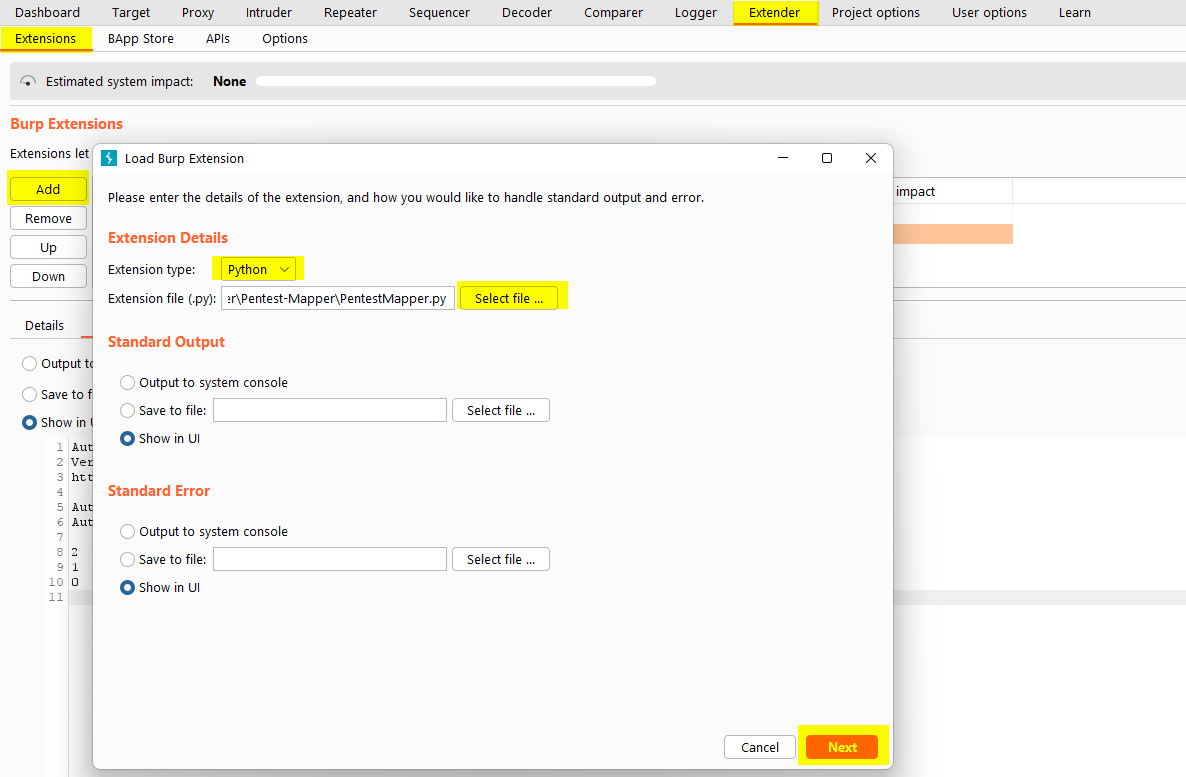 Dashboard Target Proxy Intruder Repeater Sequencer Decoder Comparer Logger Extender Project options User options Learn
Extensions BApp Store APIs Options
Estimated system impact: None
Burp Extensions
Extensions let
Load Burp Extension
Please enter the details of the extension, and how you would like to handle standard output and error.
Add
impact
Remove
Up
Down
Extension Details
Extension type: Python
Extension file (.py): er\Pentest-Mapper\PentestMapper.py Select file ...
Details
Standard Output
Output to
Output to system console
Save to f
Save to file: Select file ...
Show in U
Show in UI
1 Aut
2 Ver
3 htt
4
5 Aut
6 Aut
7
8 2
9 1
10 0
11
Standard Error
Output to system console
Save to file: Select file ...
Show in UI
Cancel Next